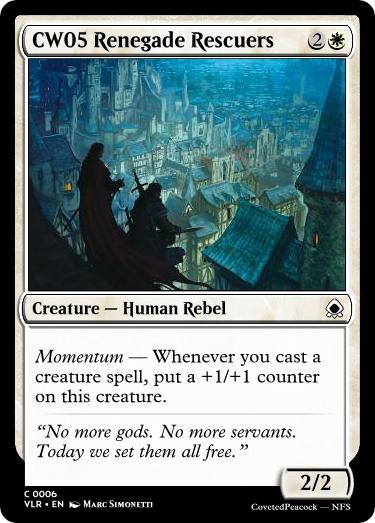 CW05 Renegade Rescuers 2
Creature — Human Rebel
Momentum — Whenever you cast a
creature spell, put a +1/+1 counter
on this creature.
“No more gods. No more servants.
Today we set them all free.”
2/2
C 0006
VLR • EN Marc Simonetti
CovetedPeacock — NFS